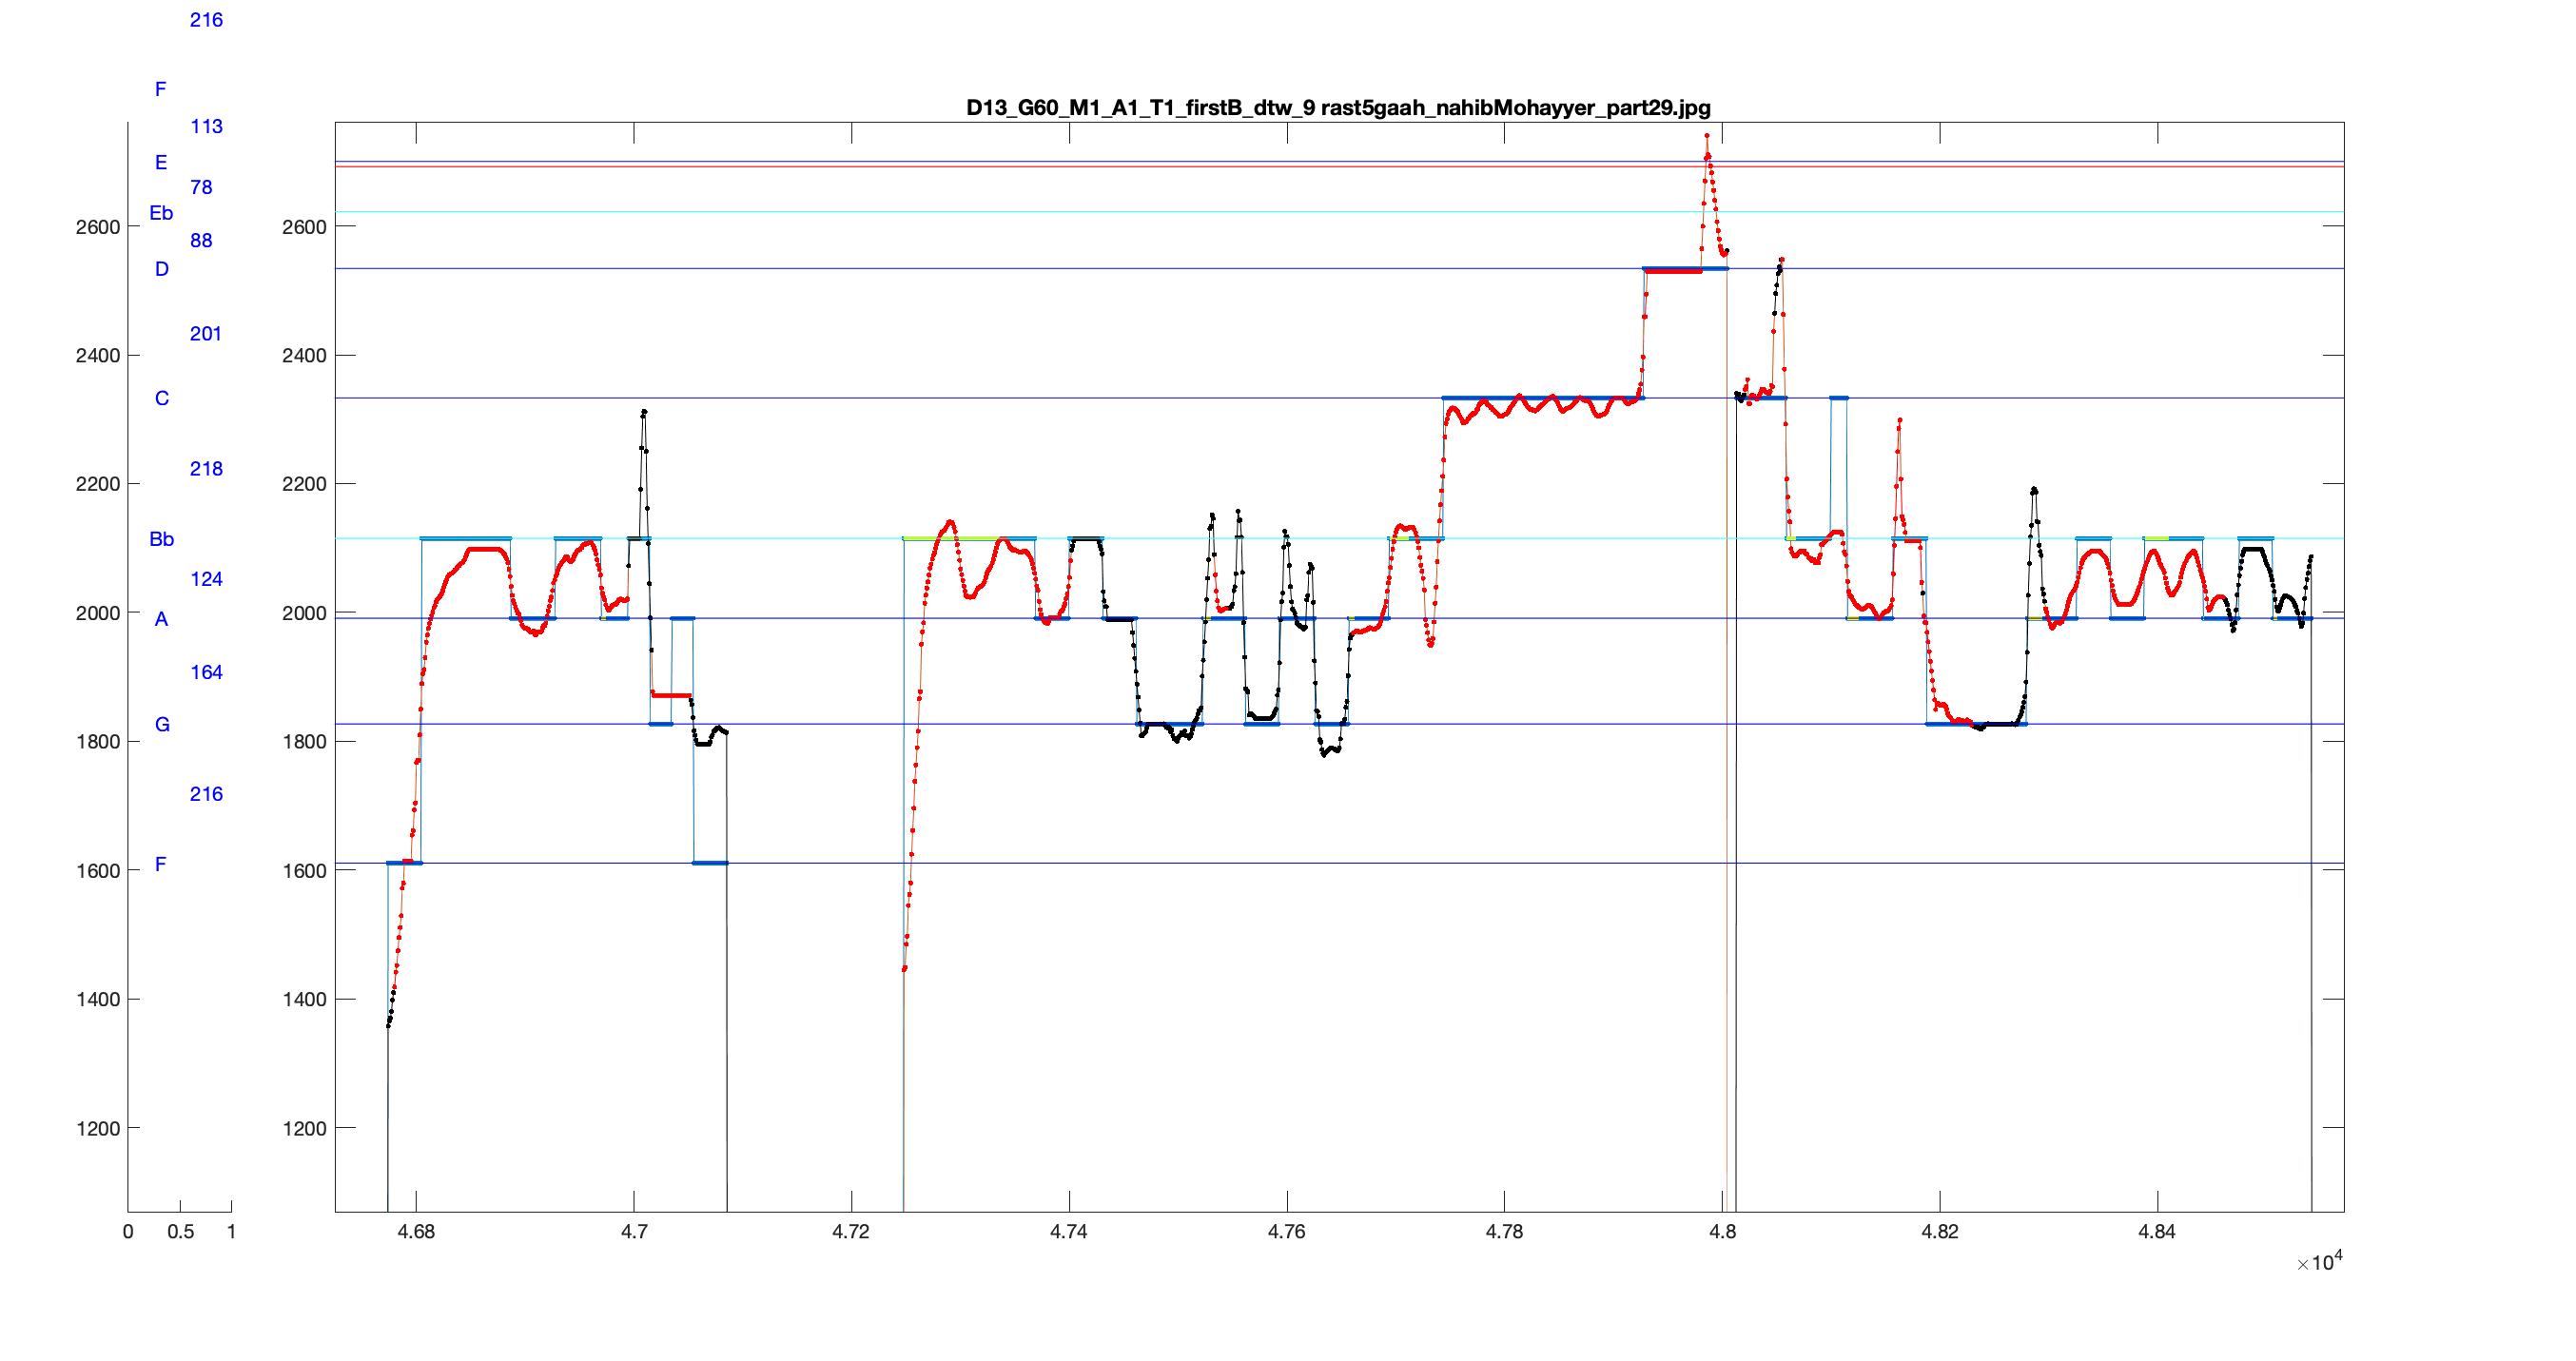 216
F
D13_G60_M1_A1_T1_firstB_dtw_9 rast5gaah_nahibMohayyer_part29.jpg
113
E
78
Eb
2600 2600
88
D
201
2400 2400
C
218
2200 2200
Bb
124
2000 2000
A
164
G
1800 1800
216
F
1600 1600
1400 1400
1200 1200
0 0.5 1 4.68 4.7 4.72 4.74 4.76 4.78 4.8 4.82 4.84
×10^4